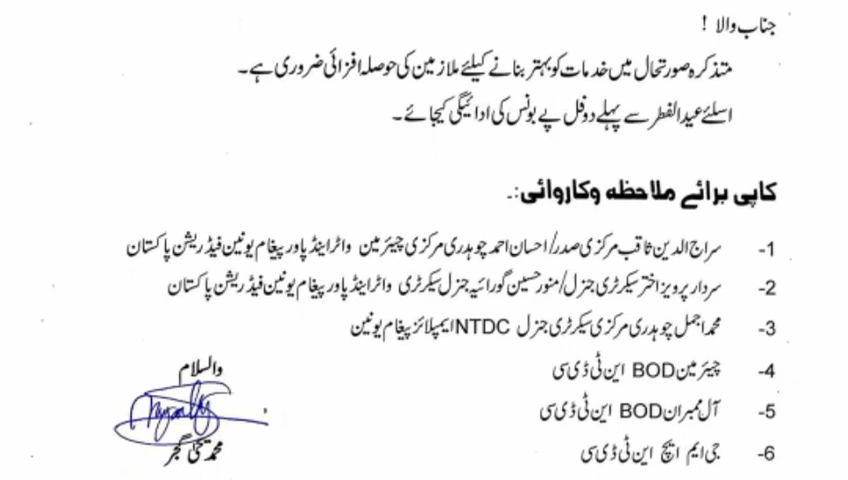 جناب والا !
متذکرہ صورتحال میں خدمات کو بہتر بنانے کیلئے ملازمین کی حوصلہ افزائی ضروری ہے۔
اسلئے عیدالفطر سے پہلے دو فل پے بونس کی ادائیگی کیجائے۔
کاپی برائے ملاحظہ وکاروائی:۔
1- سراج الدین ثاقب مرکزی صدر/احسان احمد چوہدری مرکزی چیئرمین واٹر اینڈ پاور پیغام یونین فیڈریشن پاکستان
2- سردار پرویز اختر سیکرٹری جنرل/منور حسین گورائیہ جنرل سیکرٹری واٹر اینڈ پاور پیغام یونین فیڈریشن پاکستان
3- محمد اجمل چوہدری مرکزی سیکرٹری جنرل NTDC ایمپلائز پیغام یونین
4- چیئرمین BOD این ٹی ڈی سی
5- آل ممبران BOD این ٹی ڈی سی
6- جی ایم ایچ این ٹی ڈی سی
والسلام
محمد یحیٰی گجر